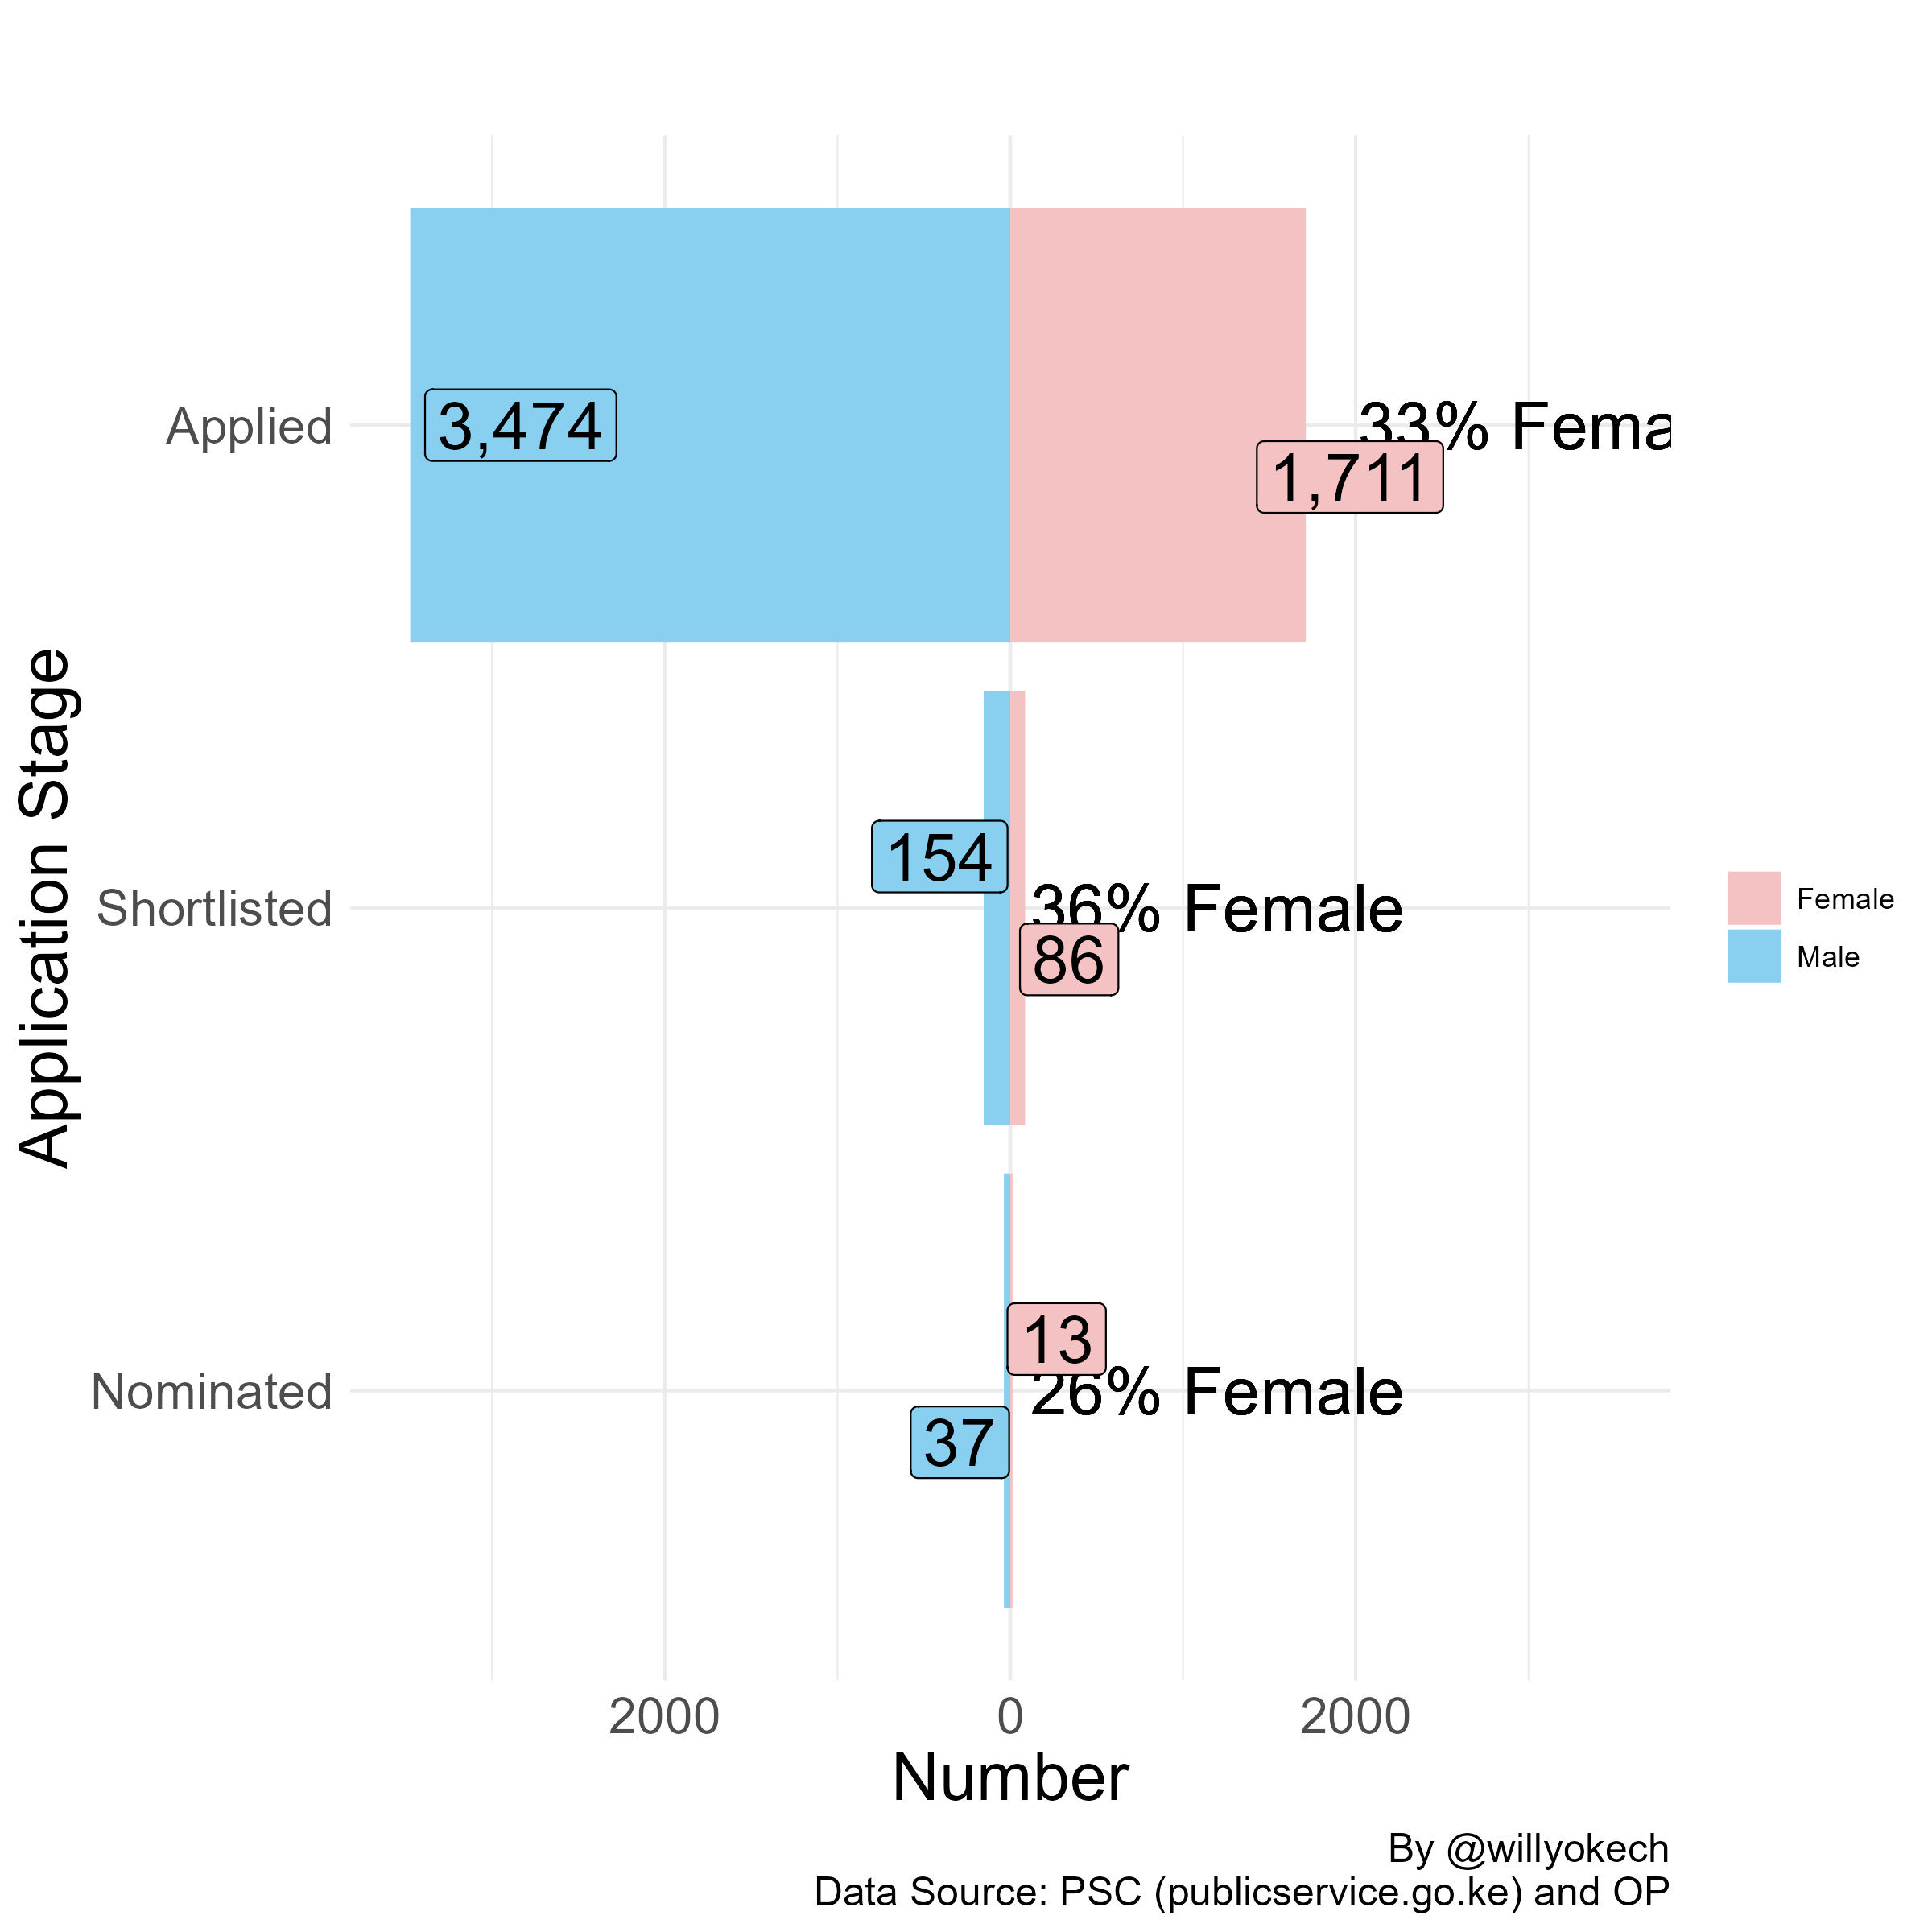 Application Stage
Applied
3,474
33% Fema
1,711
Shortlisted
154
36% Female
86
Female
Male
Nominated
13
26% Female
37
2000 0 2000
Number
By @willyokech
Data Source: PSC (publicservice.go.ke) and OP